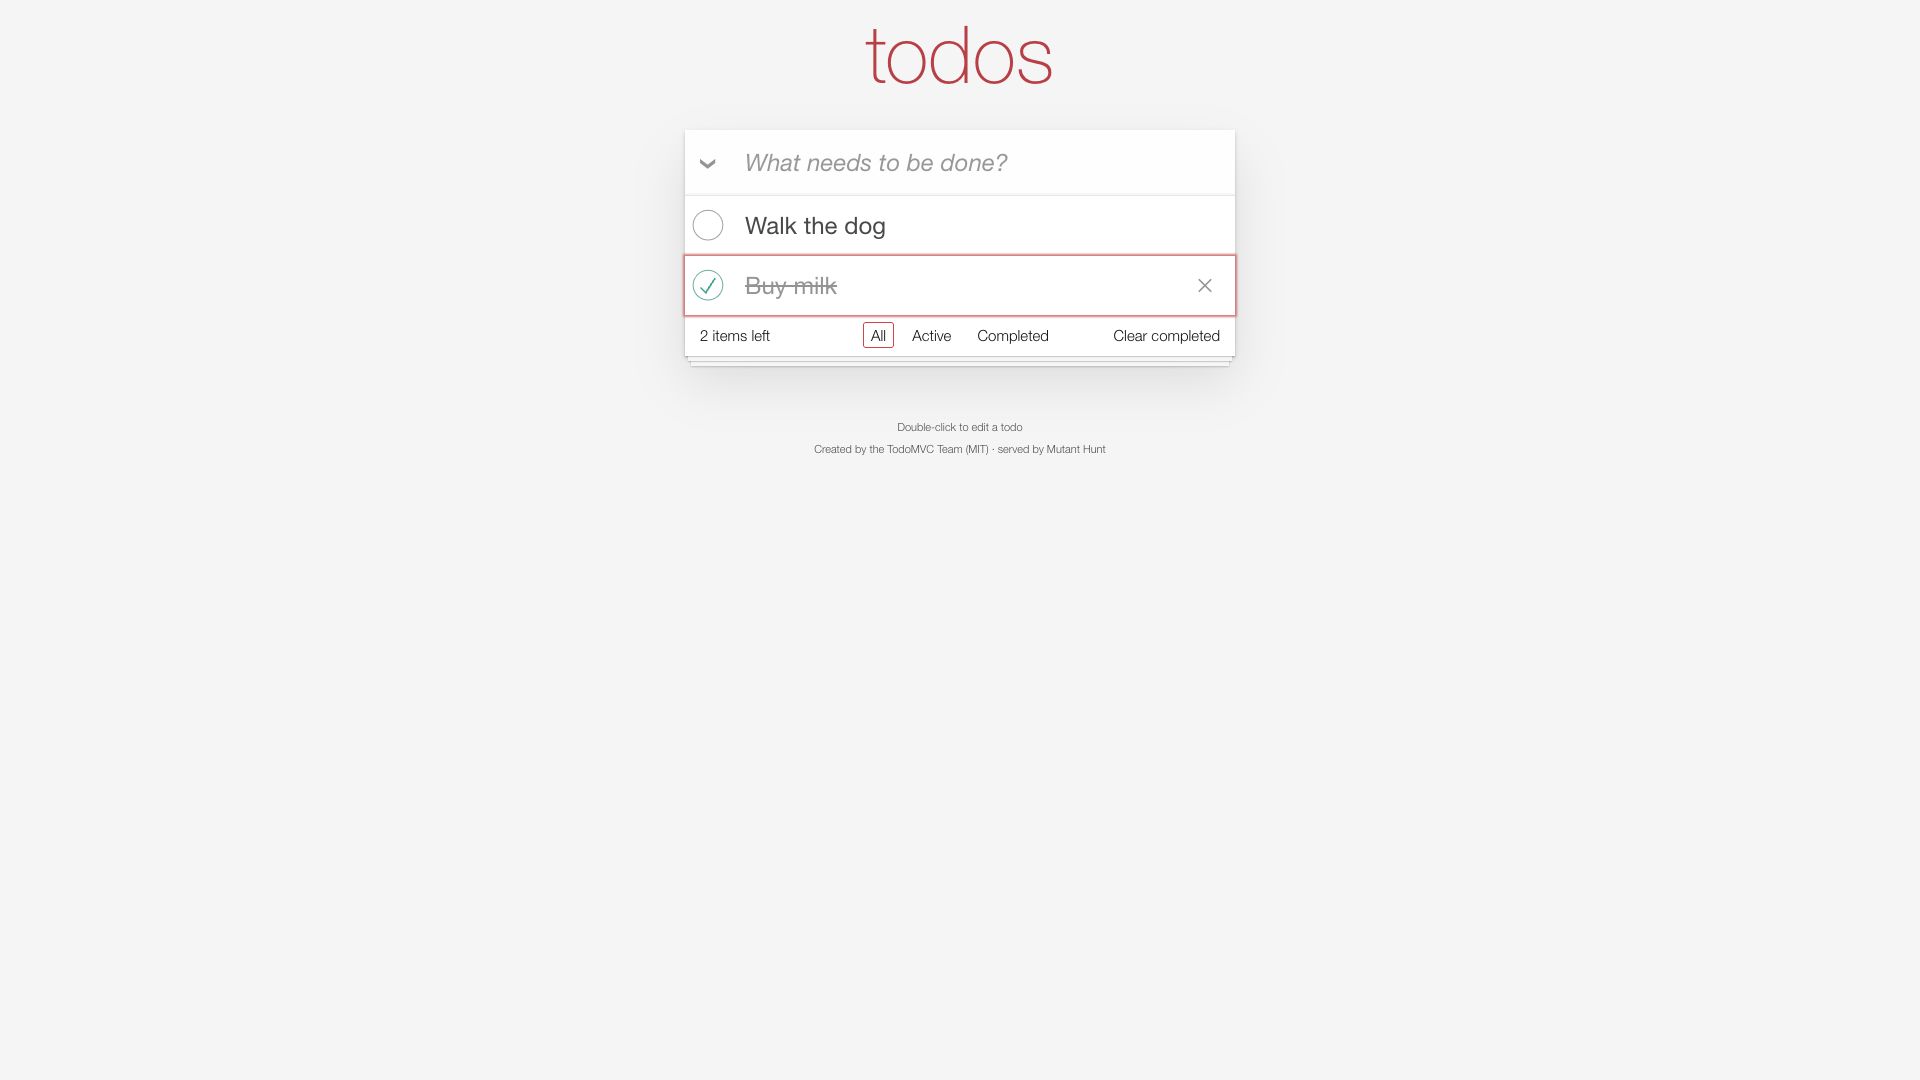 todos
What needs to be done?
Walk the dog
Buy milk
2 items left All Active Completed Clear completed
Double-click to edit a todo
Created by the TodoMVC Team (MIT) · served by Mutant Hunt